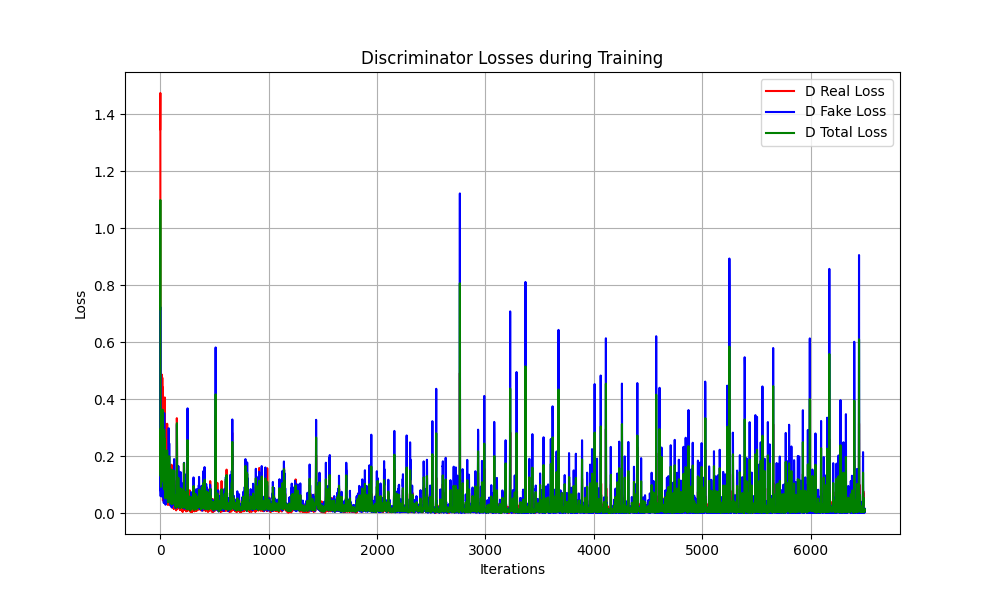 Discriminator Losses during Training
D Real Loss
D Fake Loss
D Total Loss
1.4
1.2
1.0
0.8
0.6
0.4
0.2
0.0
Loss
0 1000 2000 3000 4000 5000 6000
Iterations